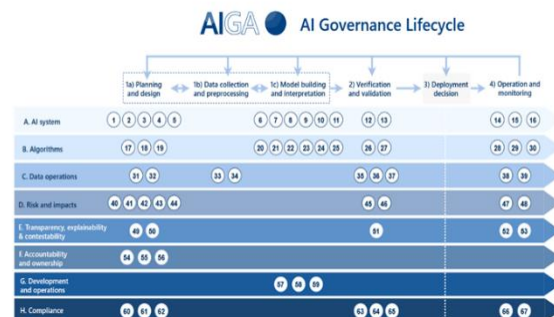 AIGA AI Governance Lifecycle
1a) Planning
and design
1b) Data collection
and preprocessing
1c) Model building
and interpretation
2) Verification
and validation
3) Deployment
decision
4) Operation and
monitoring
A. AI system
1 2 3 4 5 6 7 8 9 10 11 12 13 14 15 16
B. Algorithms
17 18 19 20 21 22 23 24 25 26 27 28 29 30
C. Data operations
31 32 33 34 35 36 37 38 39
D. Risk and impacts
40 41 42 43 44 45 46 47 48
E. Transparency, explainability
& contestability
49 50 51 52 53
F. Accountability
and ownership
54 55 56
G. Development
and operations
57 58 59
H. Compliance
60 61 62 63 64 65 66 67